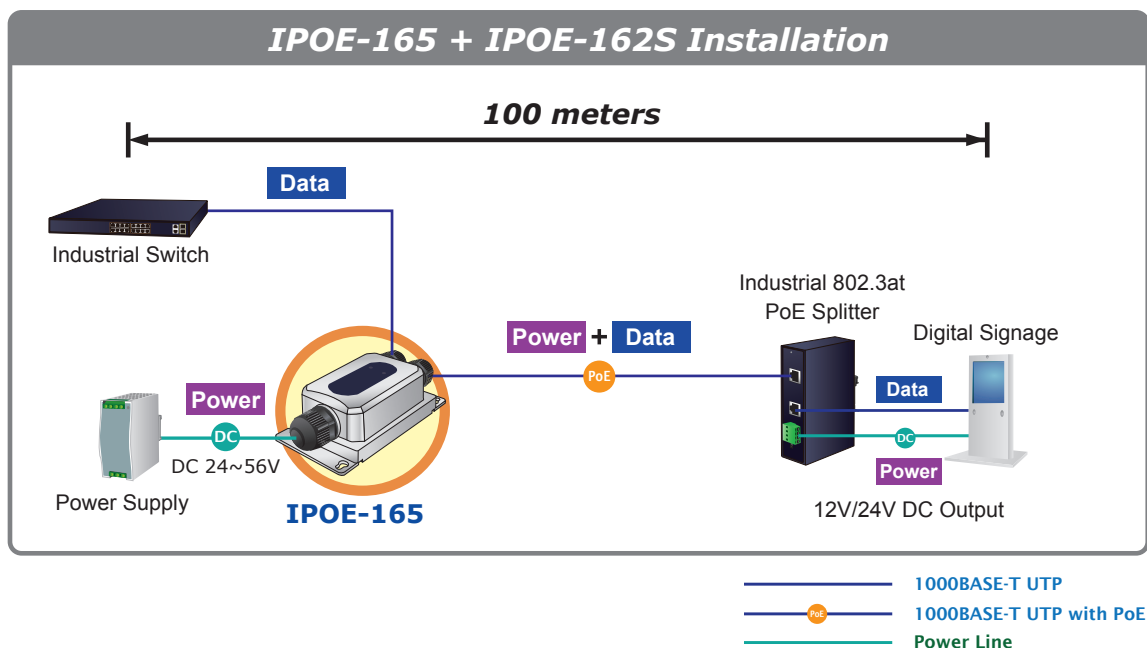 IPOE-165 + IPOE-162S Installation
100 meters
Data
Industrial Switch
Industrial 802.3at
PoE Splitter
Power + Data
Digital Signage
PoE
Data
Power
DC
DC 24~56V
DC
Power
Power Supply
IPOE-165
12V/24V DC Output
1000BASE-T UTP
PoE
1000BASE-T UTP with PoE
Power Line